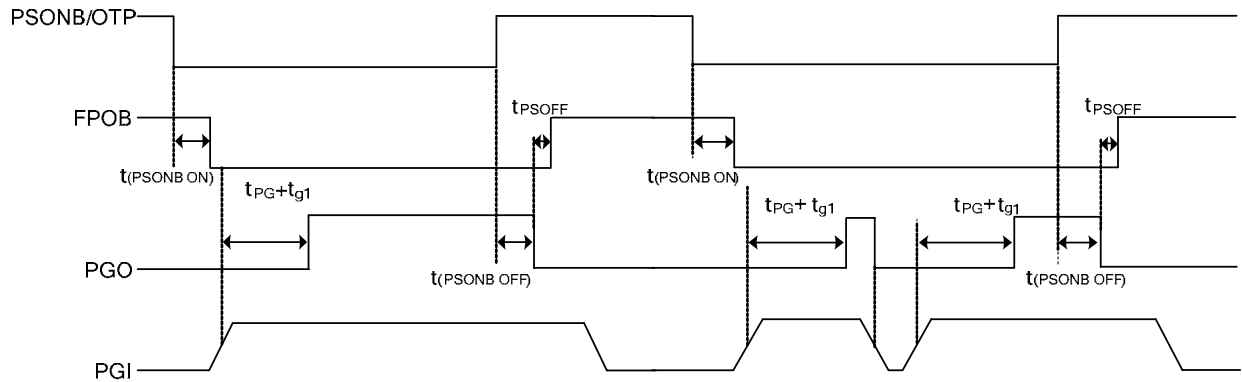 PSONB/OTP
FPOB
tPSOFF
tPSOFF
t(PSONB ON)
t(PSONB ON)
tPG+tg1
tPG+ tg1
tPG+tg1
PGO
t(PSONB OFF)
t(PSONB OFF)
PGI